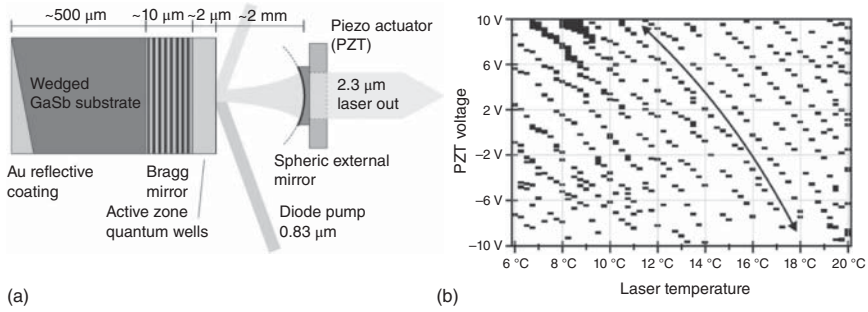 ~500 μm
~10 μm
~2 μm
~2 mm
Piezo actuator
(PZT)
Wedged
GaSb substrate
2.3 μm
laser out
Au reflective
coating
Bragg
mirror
Active zone
quantum wells
Spheric external
mirror
Diode pump
0.83 μm
(a)
PZT voltage
10 V
6 V
2 V
−2 V
−6 V
−10 V
6 °C
8 °C
10 °C
12 °C
14 °C
16 °C
18 °C
20 °C
Laser temperature
(b)